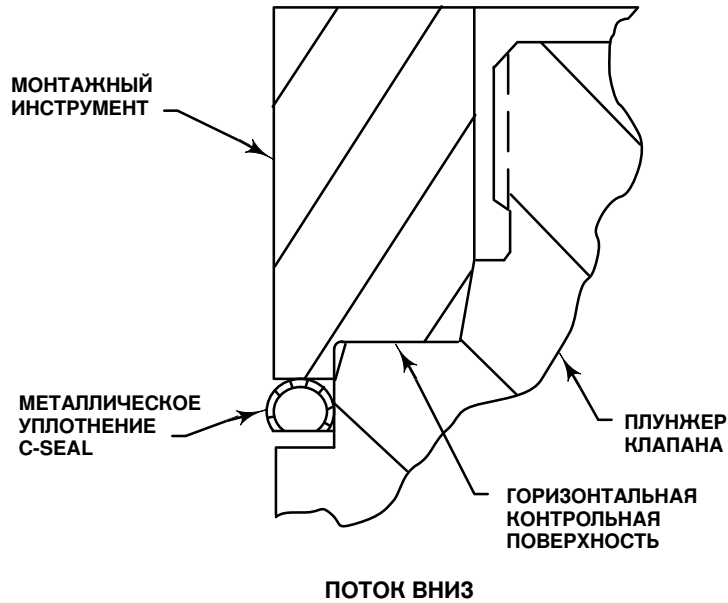 МОНТАЖНЫЙ
ИНСТРУМЕНТ
МЕТАЛЛИЧЕСКОЕ
УПЛОТНЕНИЕ
C-SEAL
ПЛУНЖЕР
КЛАПАНА
ГОРИЗОНТАЛЬНАЯ
КОНТРОЛЬНАЯ
ПОВЕРХНОСТЬ
ПОТОК ВНИЗ